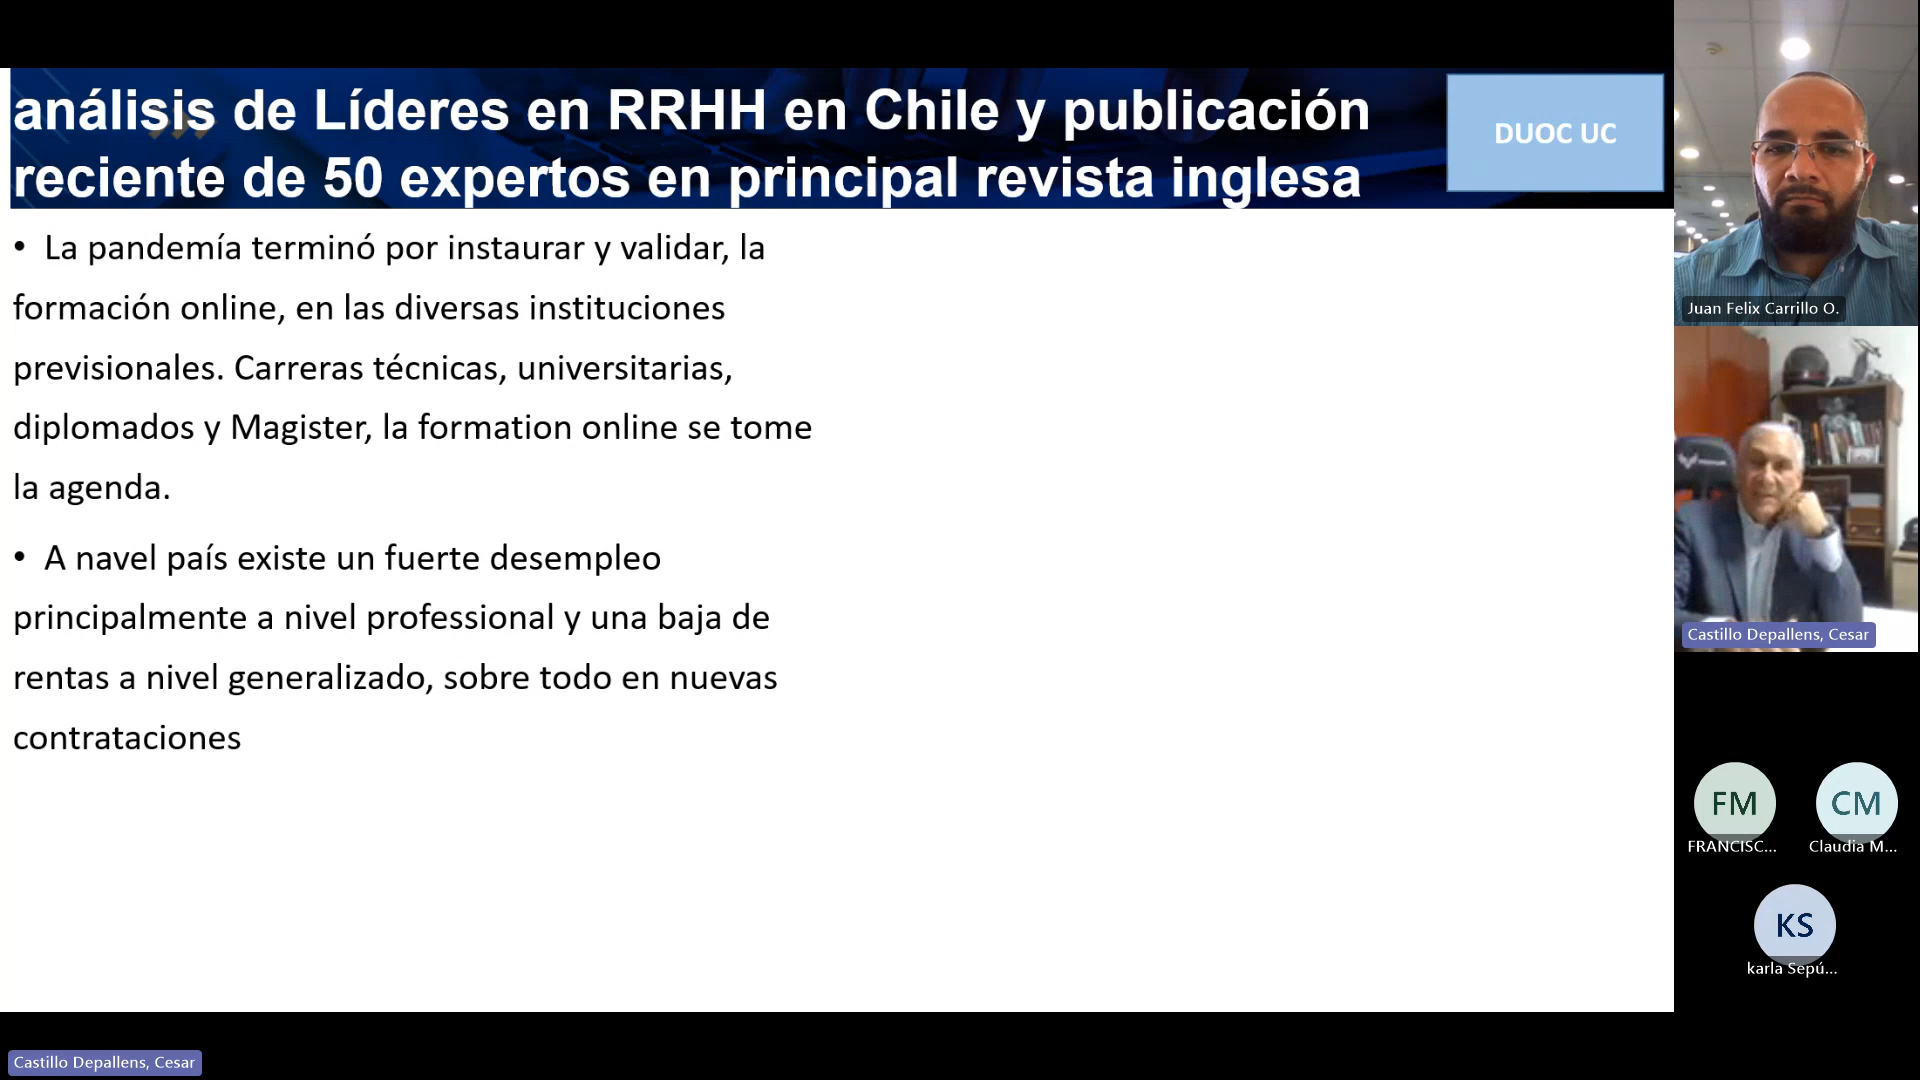 análisis de Líderes en RRHH en Chile y publicación
reciente de 50 expertos en principal revista inglesa
DUOC UC
• La pandemía terminó por instaurar y validar, la
formación online, en las diversas instituciones
previsionales. Carreras técnicas, universitarias,
diplomados y Magister, la formation online se tome
la agenda.
• A navel país existe un fuerte desempleo
principalmente a nivel professional y una baja de
rentas a nivel generalizado, sobre todo en nuevas
contrataciones
Juan Felix Carrillo O.
Castillo Depallens, Cesar
FM
FRANCISC...
CM
Claudia M...
KS
karla Sepú...
Castillo Depallens, Cesar